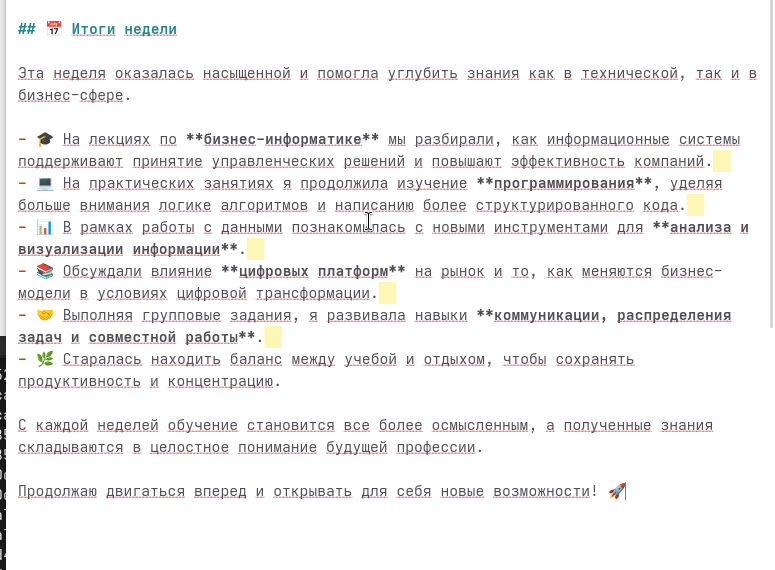 ## 📅 Итоги недели
Эта неделя оказалась насыщенной и помогла углубить знания как в технической, так и в
бизнес-сфере.
- 🎓 На лекциях по **бизнес-информатике** мы разбирали, как информационные системы
поддерживают принятие управленческих решений и повышают эффективность компаний.
- 💻 На практических занятиях я продолжила изучение **программирования**, уделяя
больше внимания логике алгоритмов и написанию более структурированного кода.
- 📊 В рамках работы с данными познакомилась с новыми инструментами для **анализа и
визуализации информации**.
- 📚 Обсуждали влияние **цифровых платформ** на рынок и то, как меняются бизнес-
модели в условиях цифровой трансформации.
- 🤝 Выполняя групповые задания, я развивала навыки **коммуникации, распределения
задач и совместной работы**.
- 🌿 Старалась находить баланс между учебой и отдыхом, чтобы сохранять
продуктивность и концентрацию.
С каждой неделей обучение становится все более осмысленным, а полученные знания
складываются в целостное понимание будущей профессии.
Продолжаю двигаться вперед и открывать для себя новые возможности! 🚀